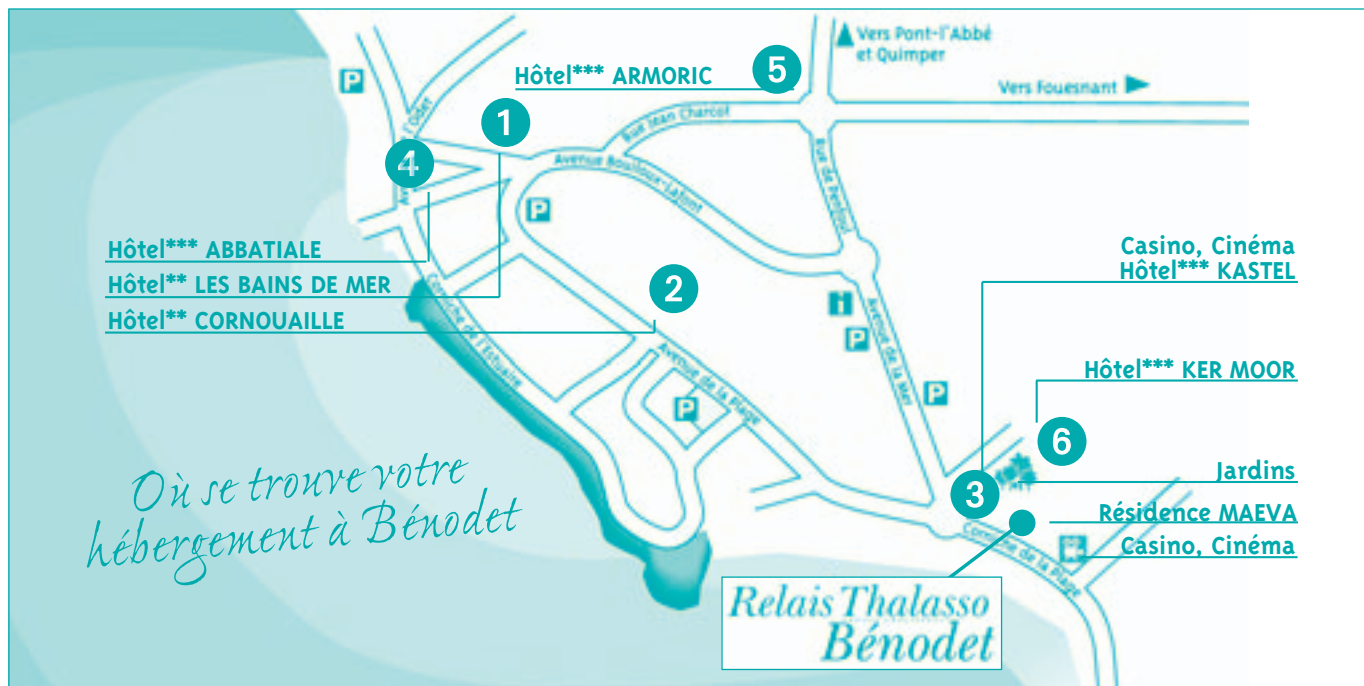 Vers Pont-l'Abbé
et Quimper
Vers Fouesnant
P
Hôtel*** ARMORIC
5
1
4
l'Odet
Rue Jean Charcot
Avenue Bouilloux-Lafont
Rue de Penfoul
P
Hôtel*** ABBATIALE
Hôtel** LES BAINS DE MER
Hôtel** CORNOUAILLE
2
Corniche de l'Estuaire
Avenue de la Plage
P
i
P
Avenue de la Mer
P
Casino, Cinéma
Hôtel*** KASTEL
Hôtel*** KER MOOR
6
3
Jardins
Résidence MAEVA
Casino, Cinéma
Corniche de la Plage
Où se trouve votre
hébergement à Bénodet
Relais Thalasso
Bénodet